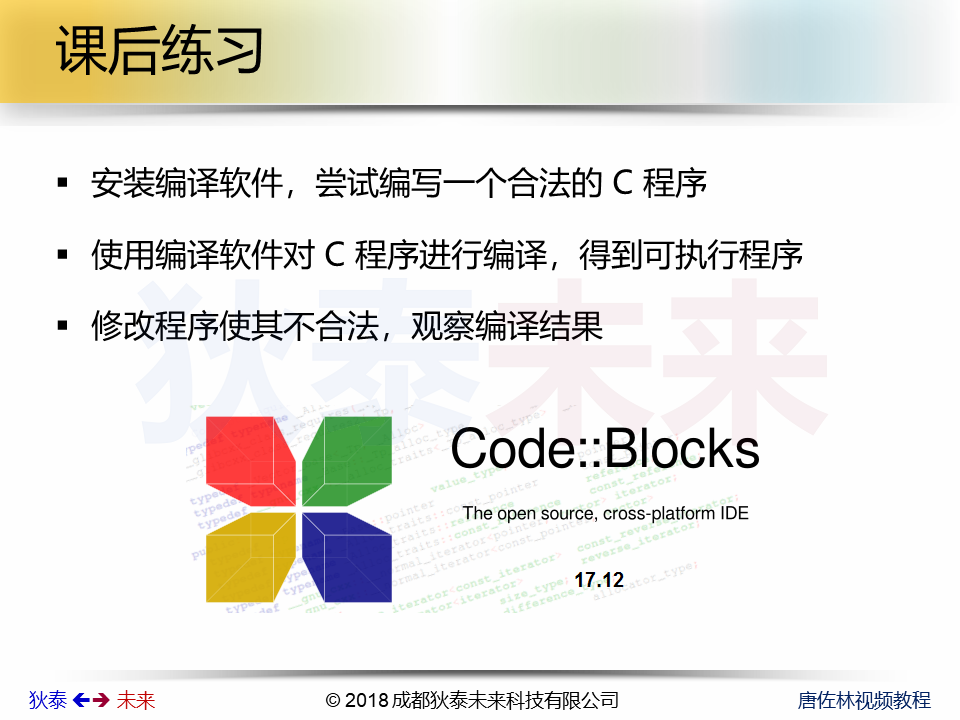 课后练习
▪ 安装编译软件，尝试编写一个合法的 C 程序
▪ 使用编译软件对 C 程序进行编译，得到可执行程序
▪ 修改程序使其不合法，观察编译结果
狄泰未来
Code::Blocks
The open source, cross-platform IDE
17.12
狄泰 未来
© 2018 成都狄泰未来科技有限公司
唐佐林视频教程